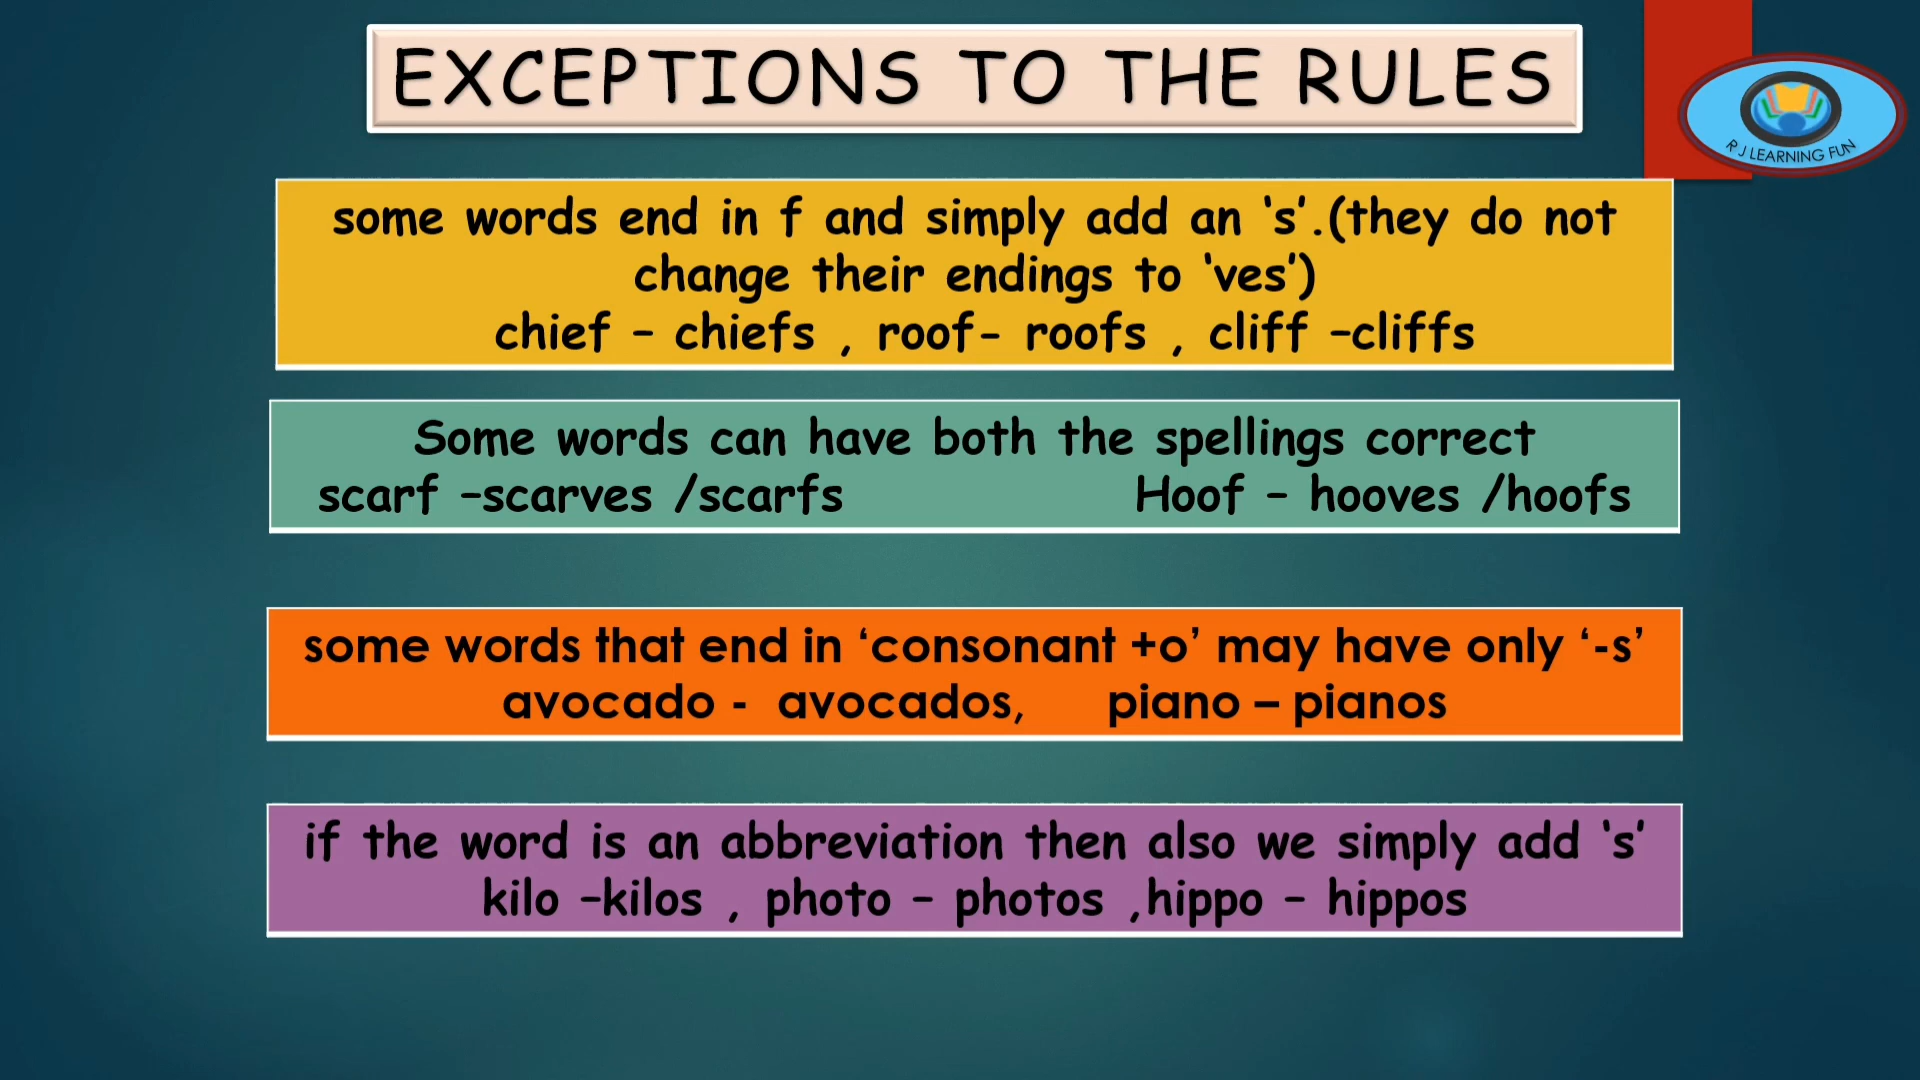 EXCEPTIONS TO THE RULES
R J LEARNING FUN
some words end in f and simply add an ‘s’.(they do not
change their endings to ‘ves’)
chief – chiefs , roof- roofs , cliff –cliffs
Some words can have both the spellings correct
scarf –scarves /scarfs Hoof – hooves /hoofs
some words that end in ‘consonant +o’ may have only ‘-s’
avocado - avocados, piano – pianos
if the word is an abbreviation then also we simply add ‘s’
kilo –kilos , photo – photos ,hippo – hippos